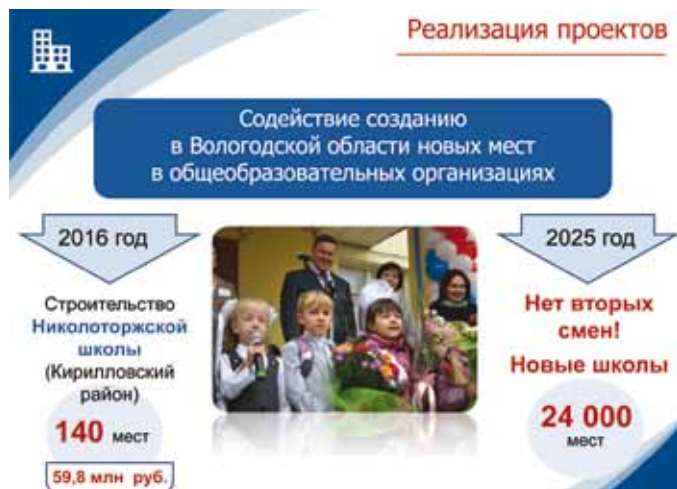 Реализация проектов
Содействие созданию
в Вологодской области новых мест
в общеобразовательных организациях
2016 год
Строительство
Николоторжской
школы
(Кирилловский
район)
140 мест
59,8 млн руб.
2025 год
Нет вторых
смен!
Новые школы
24 000
мест